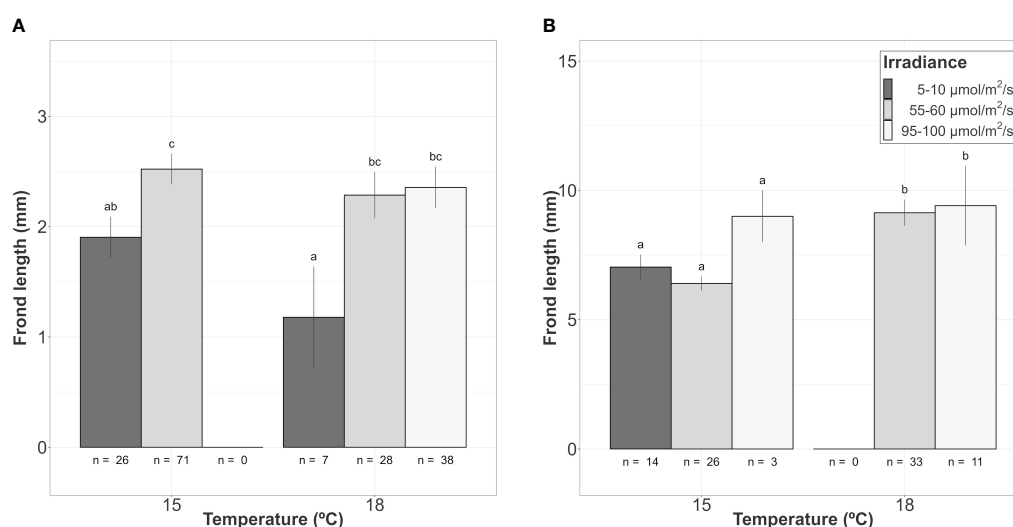 A
Frond length (mm)
3
2
1
0
ab
c
a
bc
bc
n = 26 n = 71 n = 0 n = 7 n = 28 n = 38
15 18
Temperature (ºC)
B
Frond length (mm)
15
10
5
0
Irradiance
5-10 μmol/m²/s
55-60 μmol/m²/s
95-100 μmol/m²/s
a
a
a
b
b
n = 14 n = 26 n = 3 n = 0 n = 33 n = 11
15 18
Temperature (ºC)